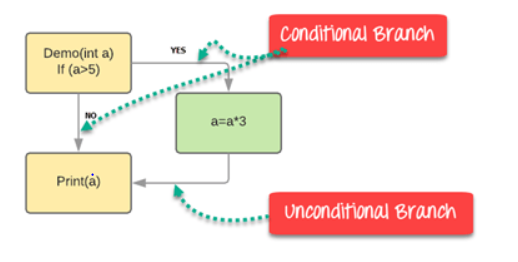 Conditional Branch
Demo(int a)
If (a>5)
YES
NO
a=a*3
Print(a)
Unconditional Branch